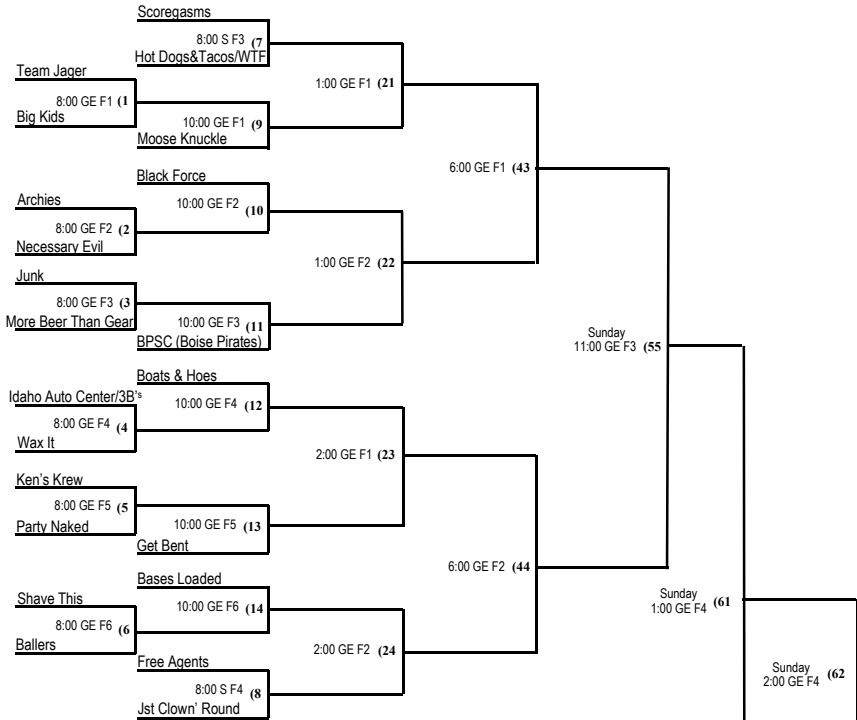 Scoregasms
8:00 S F3 (7
Hot Dogs&Tacos/WTF
Team Jager
1:00 GE F1 (21
8:00 GE F1 (1
Big Kids
10:00 GE F1 (9
Moose Knuckle
6:00 GE F1 (43
Black Force
Archies
10:00 GE F2 (10
8:00 GE F2 (2
Necessary Evil
1:00 GE F2 (22
Junk
8:00 GE F3 (3
More Beer Than Gear
10:00 GE F3 (11
BPSC (Boise Pirates)
Sunday
11:00 GE F3 (55
Boats & Hoes
Idaho Auto Center/3B's
10:00 GE F4 (12
8:00 GE F4 (4
Wax It
2:00 GE F1 (23
Ken's Krew
8:00 GE F5 (5
Party Naked
10:00 GE F5 (13
Get Bent
6:00 GE F2 (44
Bases Loaded
Shave This
10:00 GE F6 (14
8:00 GE F6 (6
Ballers
Sunday
1:00 GE F4 (61
2:00 GE F2 (24
Free Agents
8:00 S F4 (8
Jst Clown' Round
Sunday
2:00 GE F4 (62